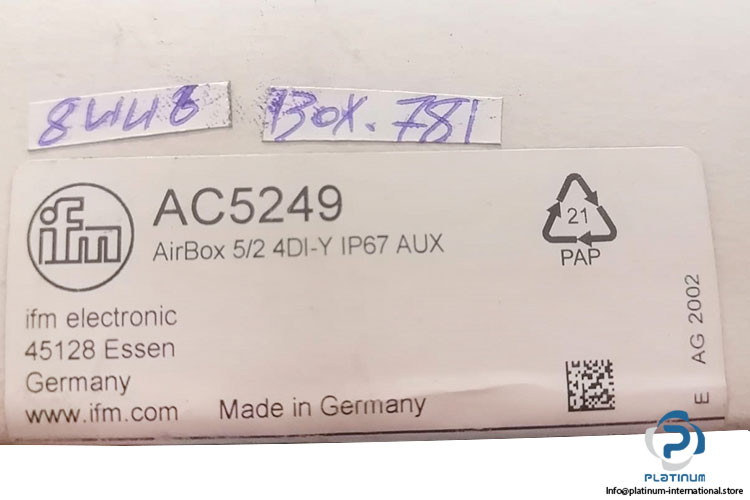 8448 Box. 781
ifm
AC5249
AirBox 5/2 4DI-Y IP67 AUX
21
PAP
ifm electronic
45128 Essen
Germany
www.ifm.com Made in Germany
E AG 2002
PLATINUM
Info@platinum-international.store